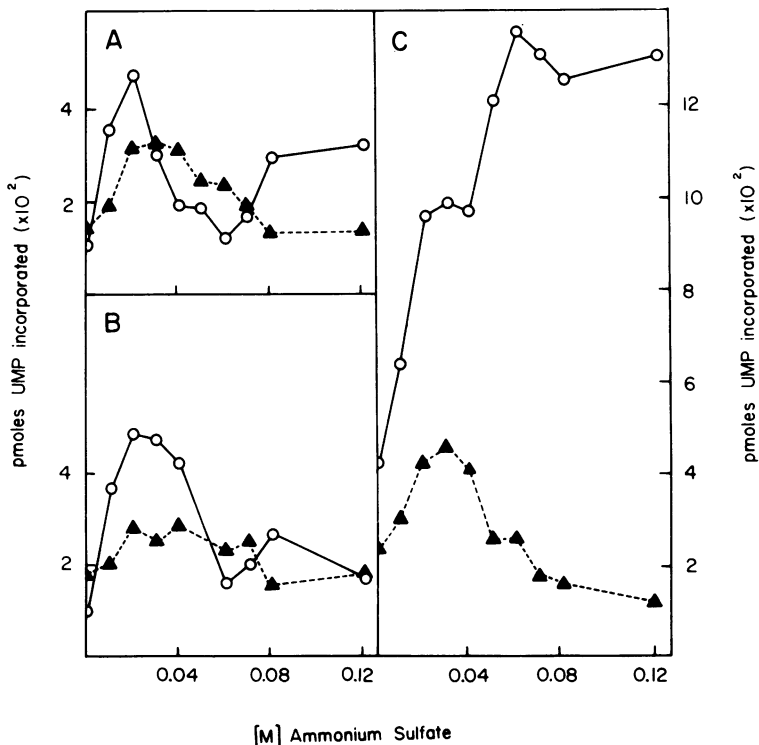 A
4
2
pmoles UMP incorporated (x10²)
B
4
2
0.04 0.08 0.12
C
12
10
8
6
4
2
pmoles UMP incorporated (x10²)
0.04 0.08 0.12
[M] Ammonium Sulfate